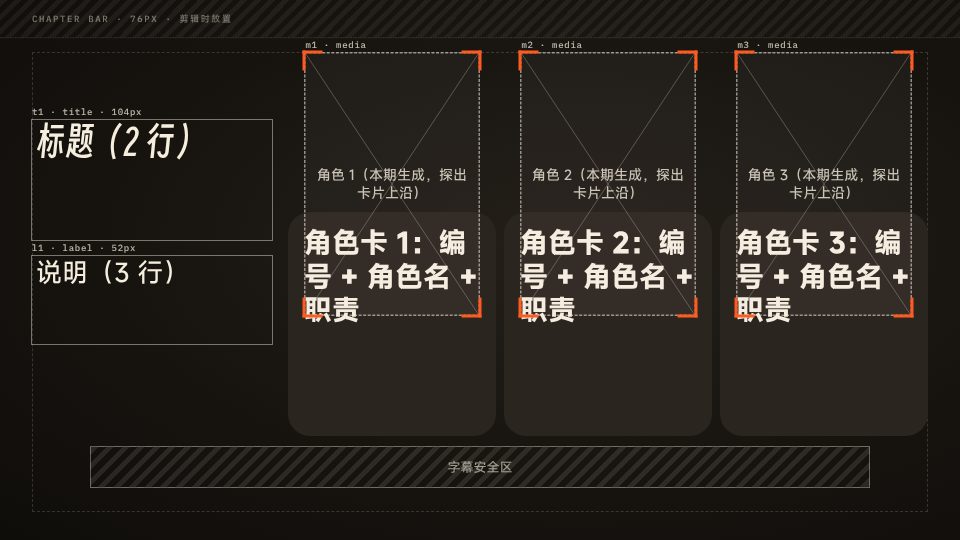 CHAPTER BAR · 76PX · 剪辑时放置
m1 · media
m2 · media
m3 · media
t1 · title · 104px
标题（2 行）
l1 · label · 52px
说明（3 行）
角色 1（本期生成，探出
卡片上沿）
角色卡 1：编
号 + 角色名 +
职责
角色 2（本期生成，探出
卡片上沿）
角色卡 2：编
号 + 角色名 +
职责
角色 3（本期生成，探出
卡片上沿）
角色卡 3：编
号 + 角色名 +
职责
字幕安全区